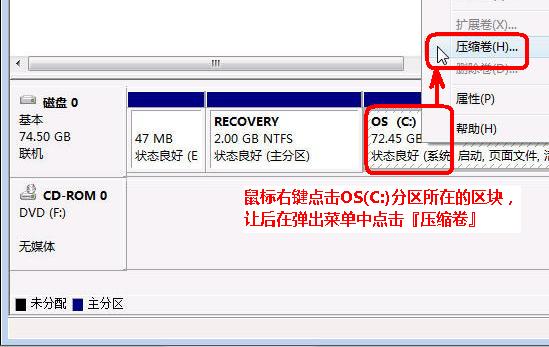 扩展卷(X)...
压缩卷(H)...
删除卷(D)...
属性(P)
帮助(H)
磁盘 0
基本
74.50 GB
联机
47 MB
状态良好 (E
RECOVERY
2.00 GB NTFS
状态良好 (主分区)
OS (C:)
72.45 GB
状态良好 (系统, 启动, 页面文件, 活
CD-ROM 0
DVD (F:)
无媒体
鼠标右键点击OS(C:)分区所在的区块，
让后在弹出菜单中点击『压缩卷』
未分配 主分区